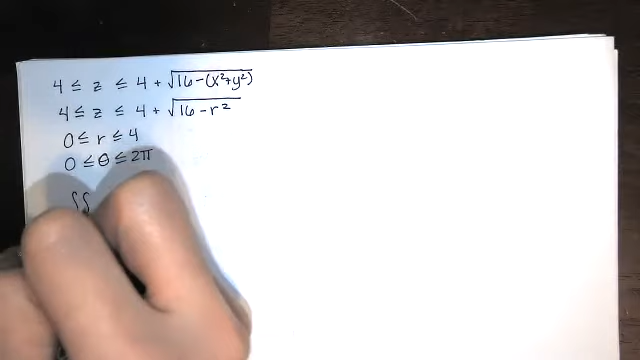 4 ≤ z ≤ 4 + √(16-(x²+y²))
4 ≤ z ≤ 4 + √(16-r²)
0 ≤ r ≤ 4
0 ≤ θ ≤ 2π
∫∫